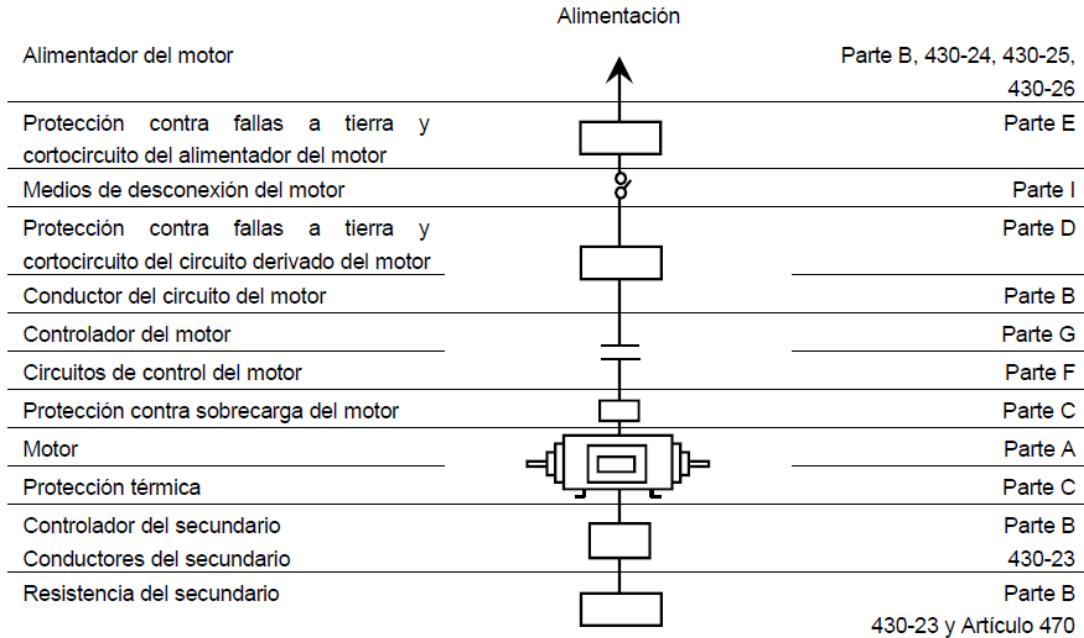 Alimentación
Alimentador del motor
Parte B, 430-24, 430-25,
430-26
Protección contra fallas a tierra y
cortocircuito del alimentador del motor
Parte E
Medios de desconexión del motor
Parte I
Protección contra fallas a tierra y
cortocircuito del circuito derivado del motor
Parte D
Conductor del circuito del motor
Parte B
Controlador del motor
Parte G
Circuitos de control del motor
Parte F
Protección contra sobrecarga del motor
Parte C
Motor
Parte A
Protección térmica
Parte C
Controlador del secundario
Parte B
Conductores del secundario
430-23
Resistencia del secundario
Parte B
430-23 y Artículo 470